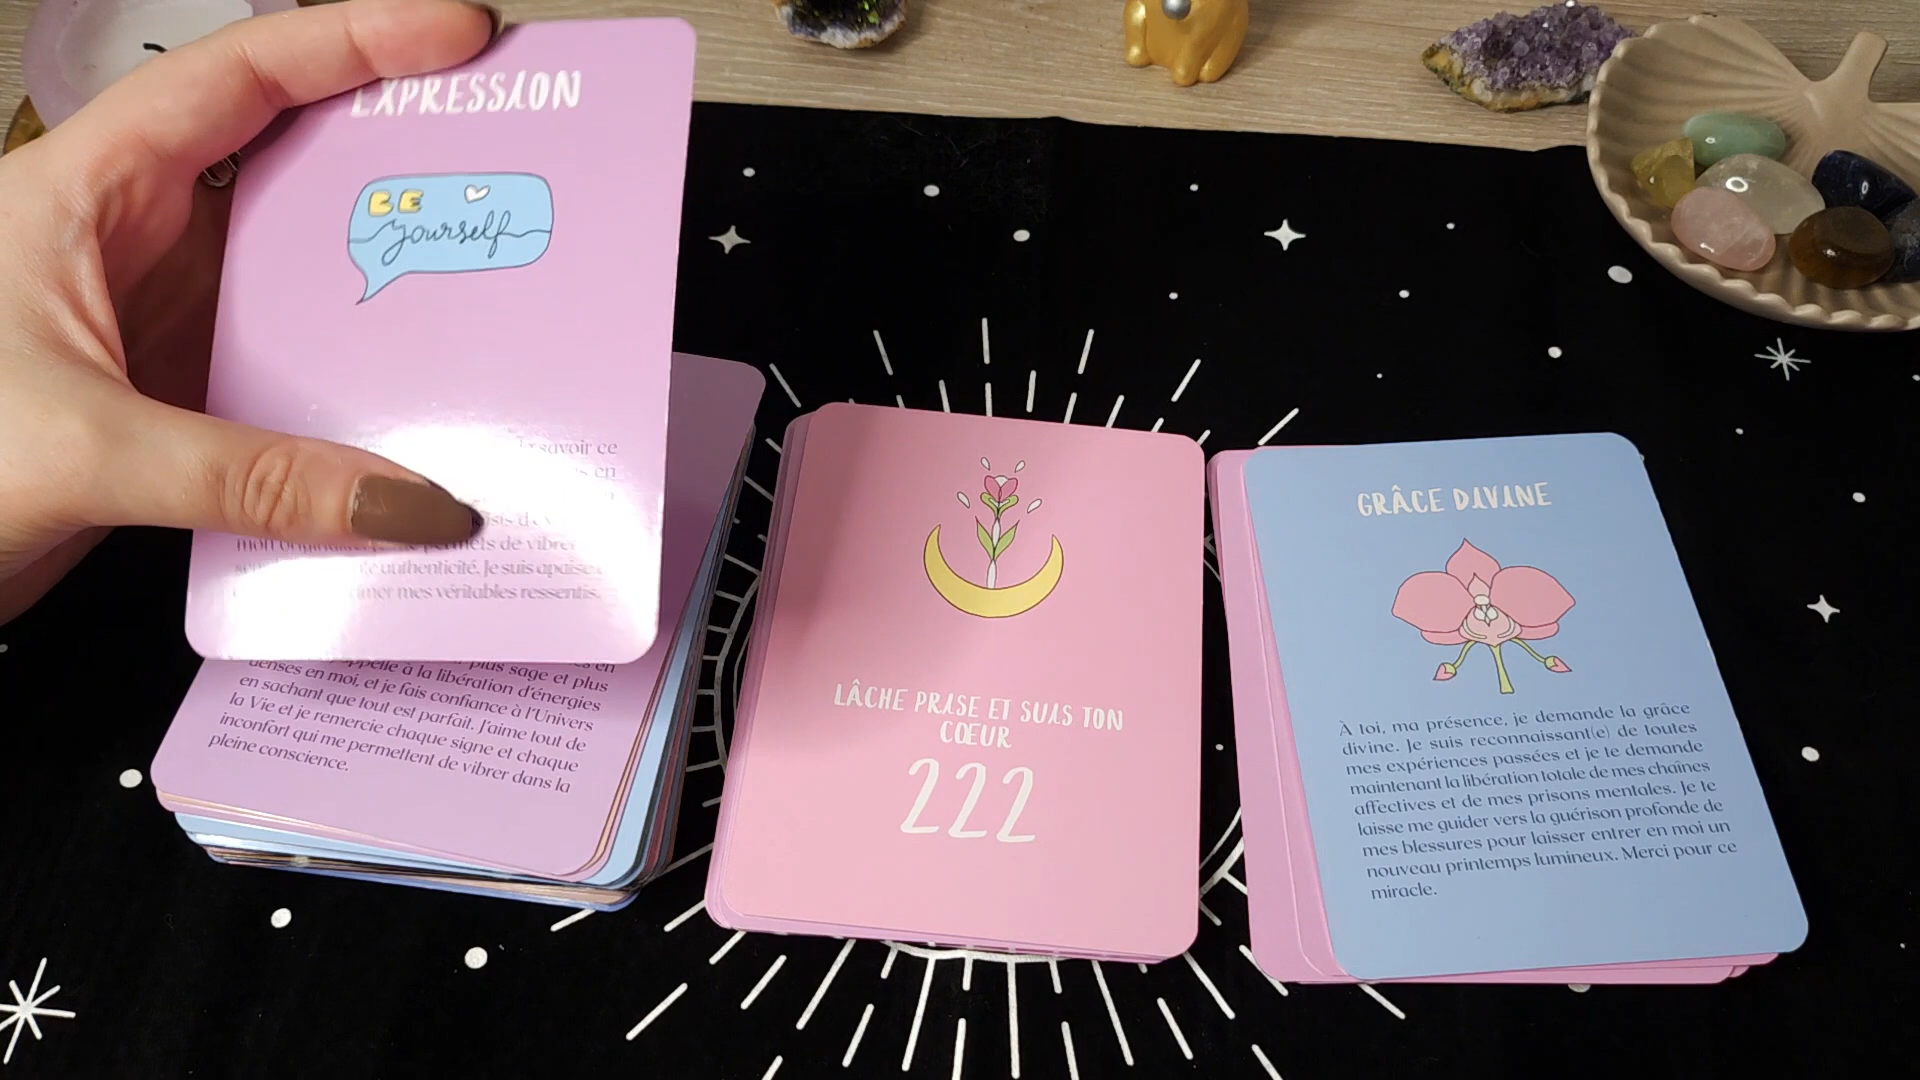 EXPRESSION
BE
yourself
savoir ce
en
mon
permets de vibrer
authenticité. Je suis
mes véritables ressentis.
plus sage et plus
denses en moi, et je fais confiance à l'Univers
en sachant que tout est parfait. J'aime tout de
la Vie et je remercie chaque signe et chaque
inconfort qui me permettent de vibrer dans la
pleine conscience.
LÂCHE PRISE ET SUIS TON
CŒUR
222
GRÂCE DIVINE
À toi, ma présence, je demande la grâce
divine. Je suis reconnaissant(e) de toutes
mes expériences passées et je te demande
maintenant la libération totale de mes chaînes
affectives et de mes prisons mentales. Je te
laisse me guider vers la guérison profonde de
mes blessures pour laisser entrer en moi un
nouveau printemps lumineux. Merci pour ce
miracle.